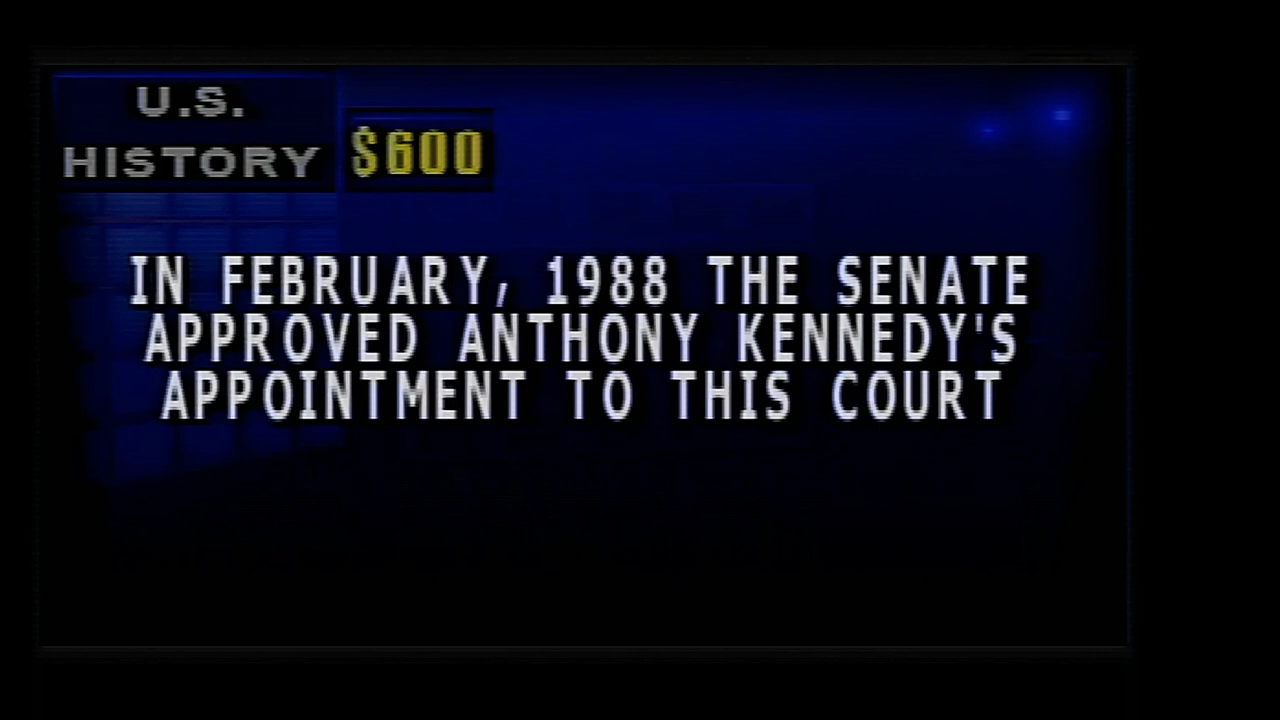 U.S.
HISTORY
$600
IN FEBRUARY, 1988 THE SENATE
APPROVED ANTHONY KENNEDY'S
APPOINTMENT TO THIS COURT